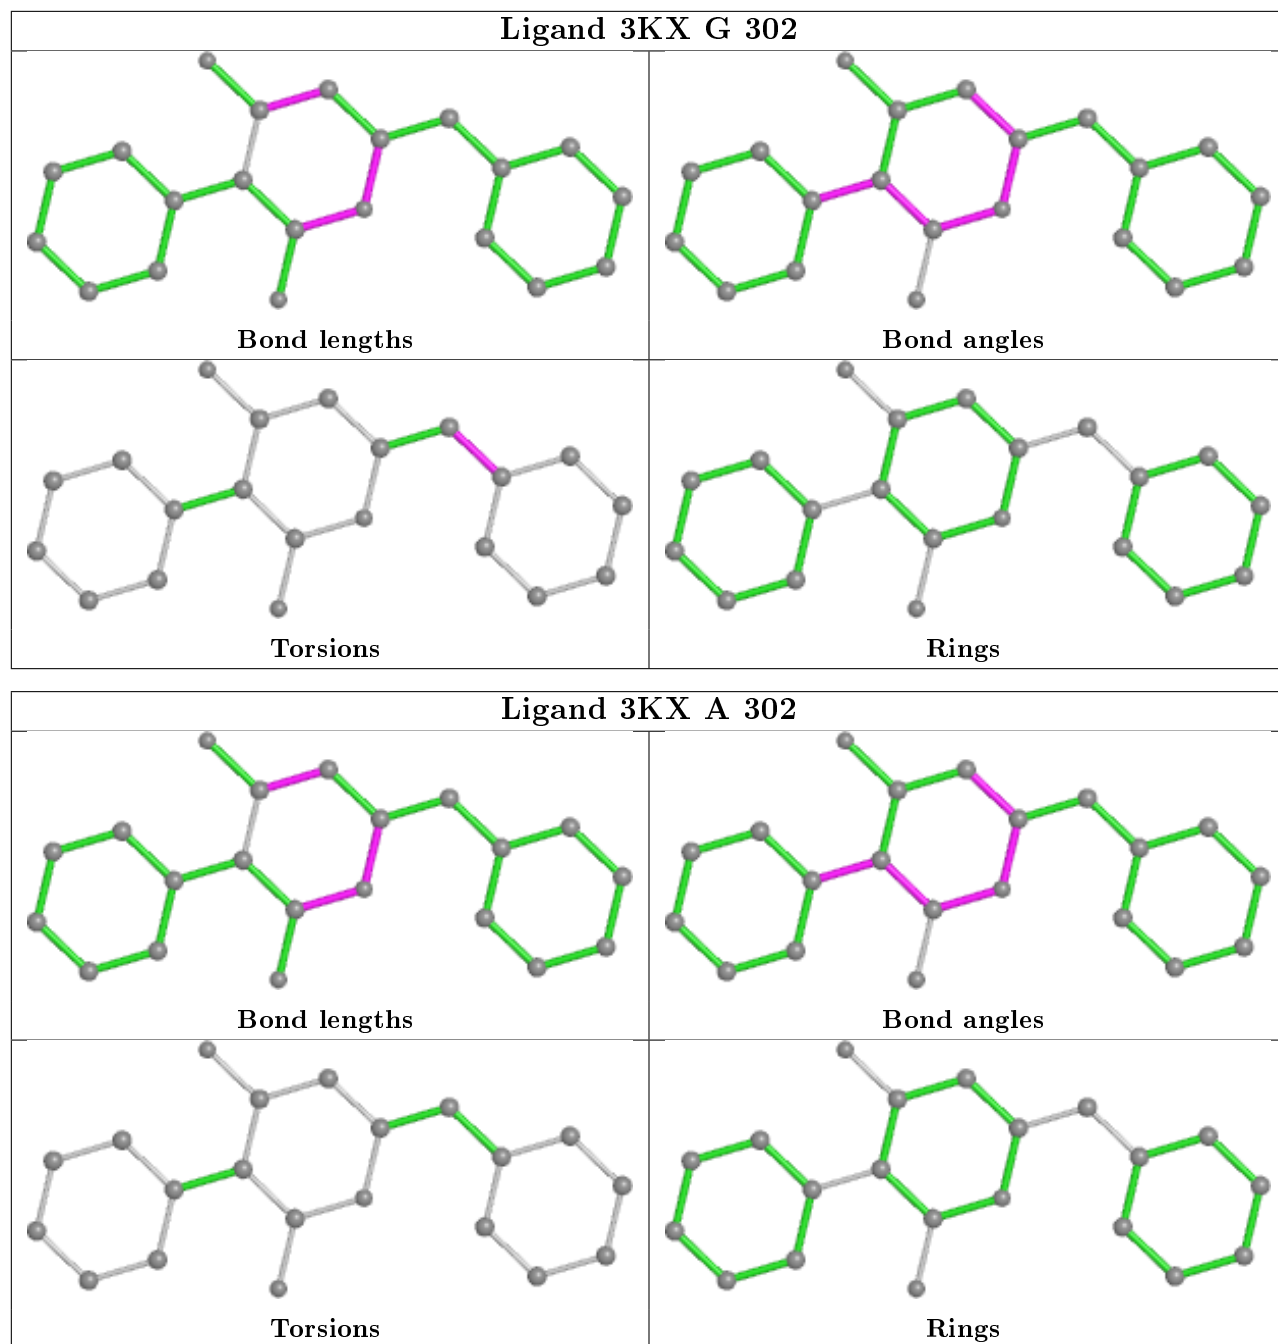 Ligand 3KX G 302
Bond lengths
Bond angles
Torsions
Rings
Ligand 3KX A 302
Bond lengths
Bond angles
Torsions
Rings